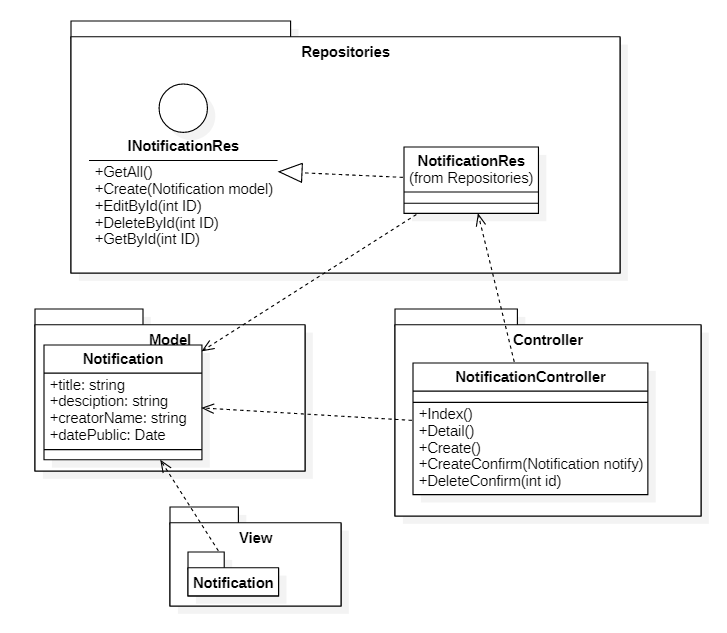 Repositories
INotificationRes
+GetAll()
+Create(Notification model)
+EditById(int ID)
+DeleteById(int ID)
+GetById(int ID)
NotificationRes
(from Repositories)
Model
Notification
+title: string
+desciption: string
+creatorName: string
+datePublic: Date
Controller
NotificationController
+Index()
+Detail()
+Create()
+CreateConfirm(Notification notify)
+DeleteConfirm(int id)
View
Notification